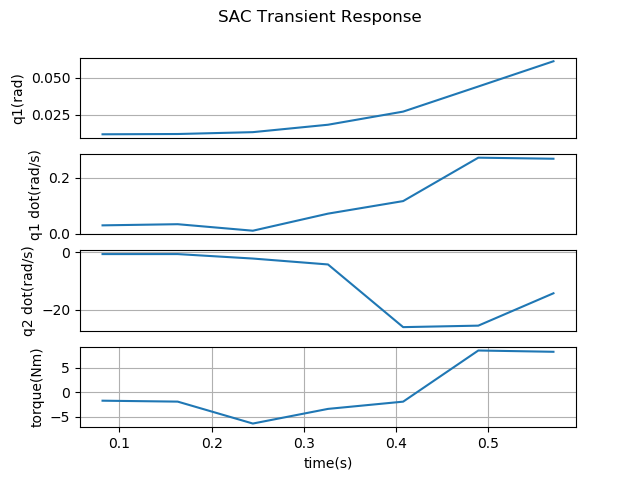 SAC Transient Response
q1(rad)
0.050
0.025
q1 dot(rad/s)
0.2
0.0
q2 dot(rad/s)
0
−20
torque(Nm)
5
0
−5
0.1 0.2 0.3 0.4 0.5
time(s)